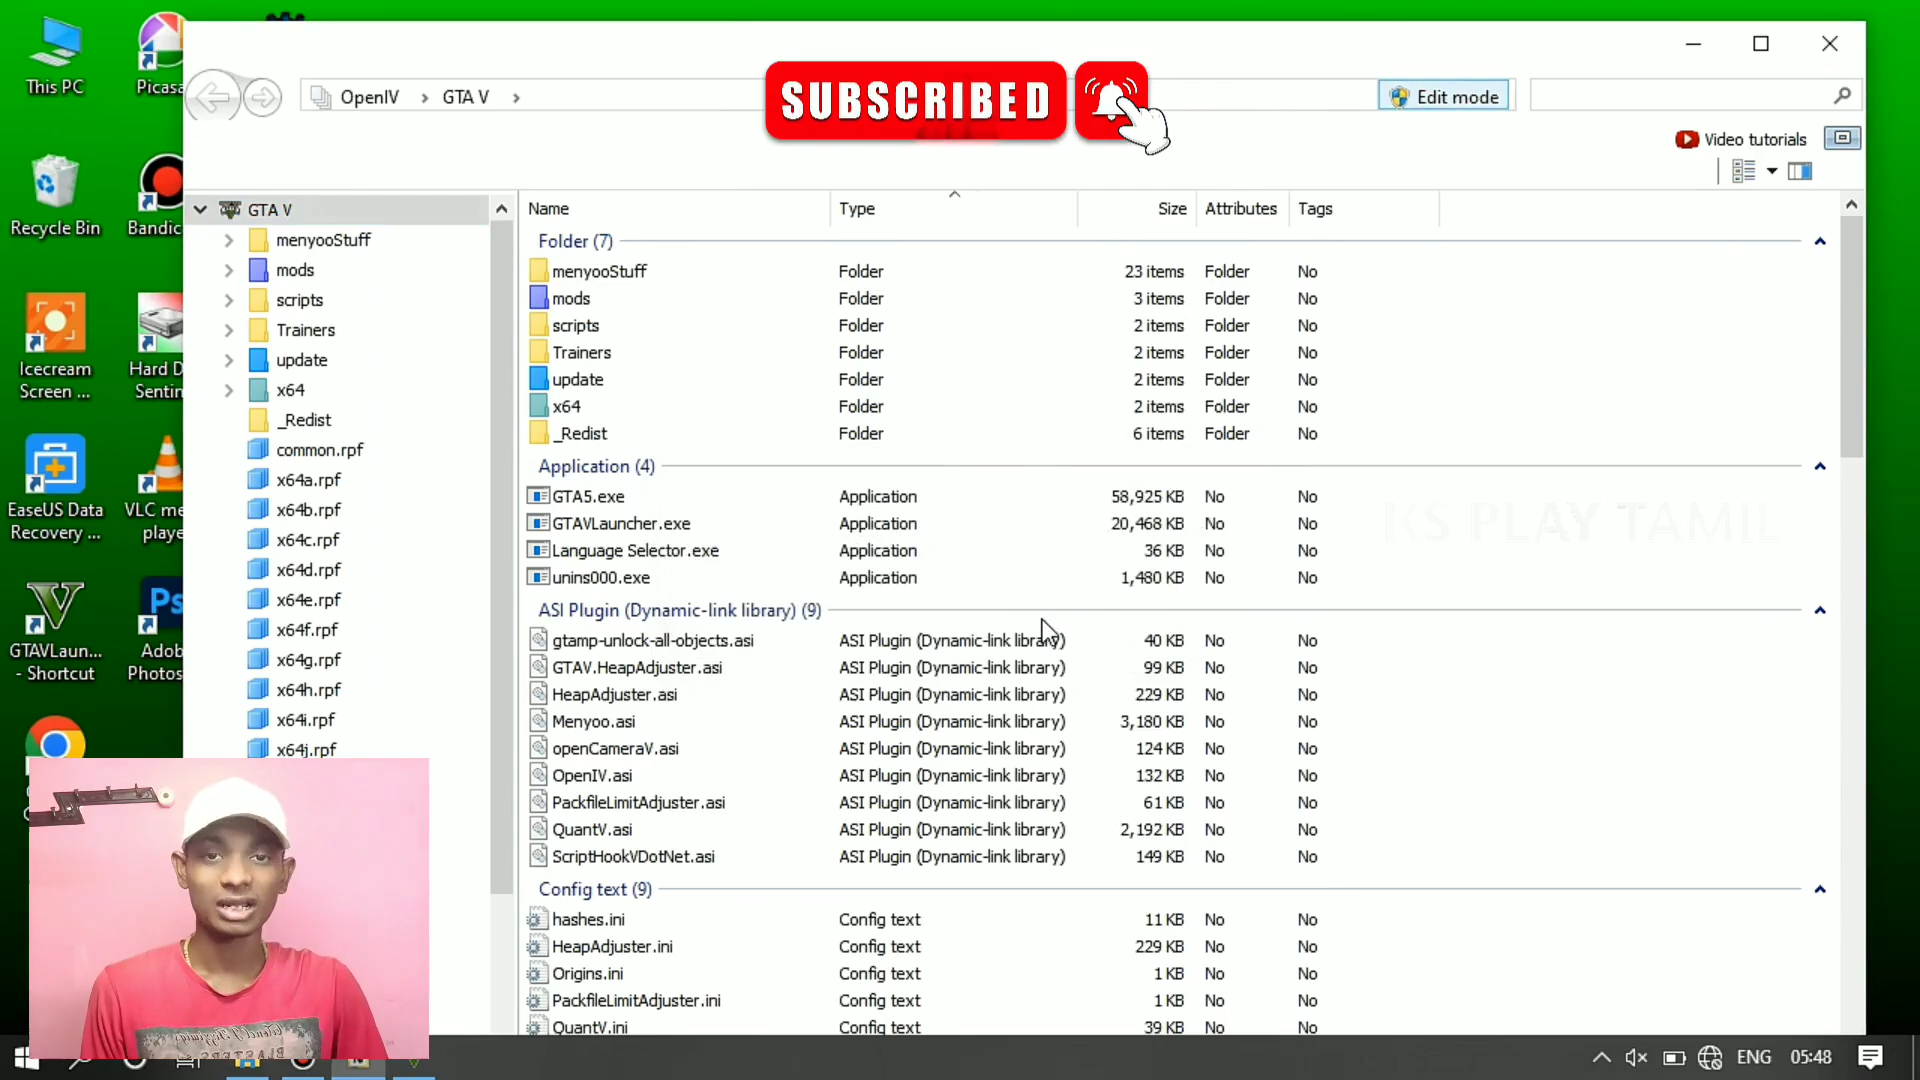 This PC
Picasa
Recycle Bin
Bandic
Icecream
Screen ...
Hard D
Sentin
EaseUS Data
Recovery ...
VLC me
playe
GTAVLaun...
- Shortcut
Adob
Photos
OpenIV > GTA V >
SUBSCRIBED
Edit mode
Video tutorials
GTA V
menyooStuff
mods
scripts
Trainers
update
x64
_Redist
common.rpf
x64a.rpf
x64b.rpf
x64c.rpf
x64d.rpf
x64e.rpf
x64f.rpf
x64g.rpf
x64h.rpf
x64i.rpf
x64j.rpf
Name Type Size Attributes Tags
Folder (7)
menyooStuff Folder 23 items Folder No
mods Folder 3 items Folder No
scripts Folder 2 items Folder No
Trainers Folder 2 items Folder No
update Folder 2 items Folder No
x64 Folder 2 items Folder No
_Redist Folder 6 items Folder No
Application (4)
GTA5.exe Application 58,925 KB No No
GTAVLauncher.exe Application 20,468 KB No No
Language Selector.exe Application 36 KB No No
unins000.exe Application 1,480 KB No No
KS PLAY TAMIL
ASI Plugin (Dynamic-link library) (9)
gtamp-unlock-all-objects.asi ASI Plugin (Dynamic-link library) 40 KB No No
GTAV.HeapAdjuster.asi ASI Plugin (Dynamic-link library) 99 KB No No
HeapAdjuster.asi ASI Plugin (Dynamic-link library) 229 KB No No
Menyoo.asi ASI Plugin (Dynamic-link library) 3,180 KB No No
openCameraV.asi ASI Plugin (Dynamic-link library) 124 KB No No
OpenIV.asi ASI Plugin (Dynamic-link library) 132 KB No No
PackfileLimitAdjuster.asi ASI Plugin (Dynamic-link library) 61 KB No No
QuantV.asi ASI Plugin (Dynamic-link library) 2,192 KB No No
ScriptHookVDotNet.asi ASI Plugin (Dynamic-link library) 149 KB No No
Config text (9)
hashes.ini Config text 11 KB No No
HeapAdjuster.ini Config text 229 KB No No
Origins.ini Config text 1 KB No No
PackfileLimitAdjuster.ini Config text 1 KB No No
QuantV.ini Config text 39 KB No No
ENG 05:48